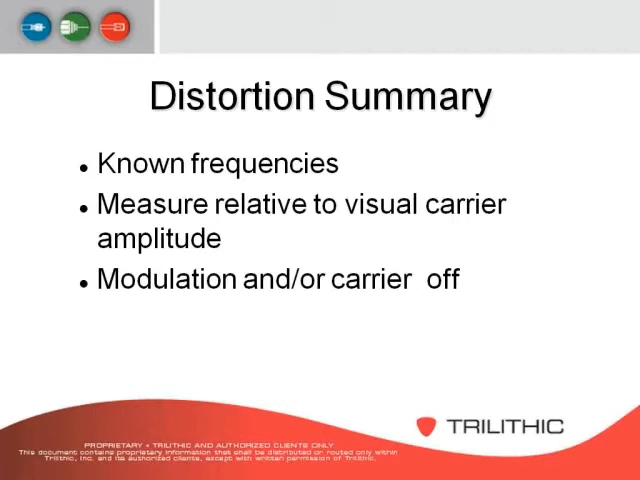 Distortion Summary
Known frequencies
Measure relative to visual carrier
amplitude
Modulation and/or carrier off
TRILITHIC
PROPRIETARY • TRILITHIC AND AUTHORIZED CLIENTS ONLY
This document contains proprietary information that shall be distributed or routed only within
Trilithic, Inc. and its authorized clients, except with written permission of Trilithic.